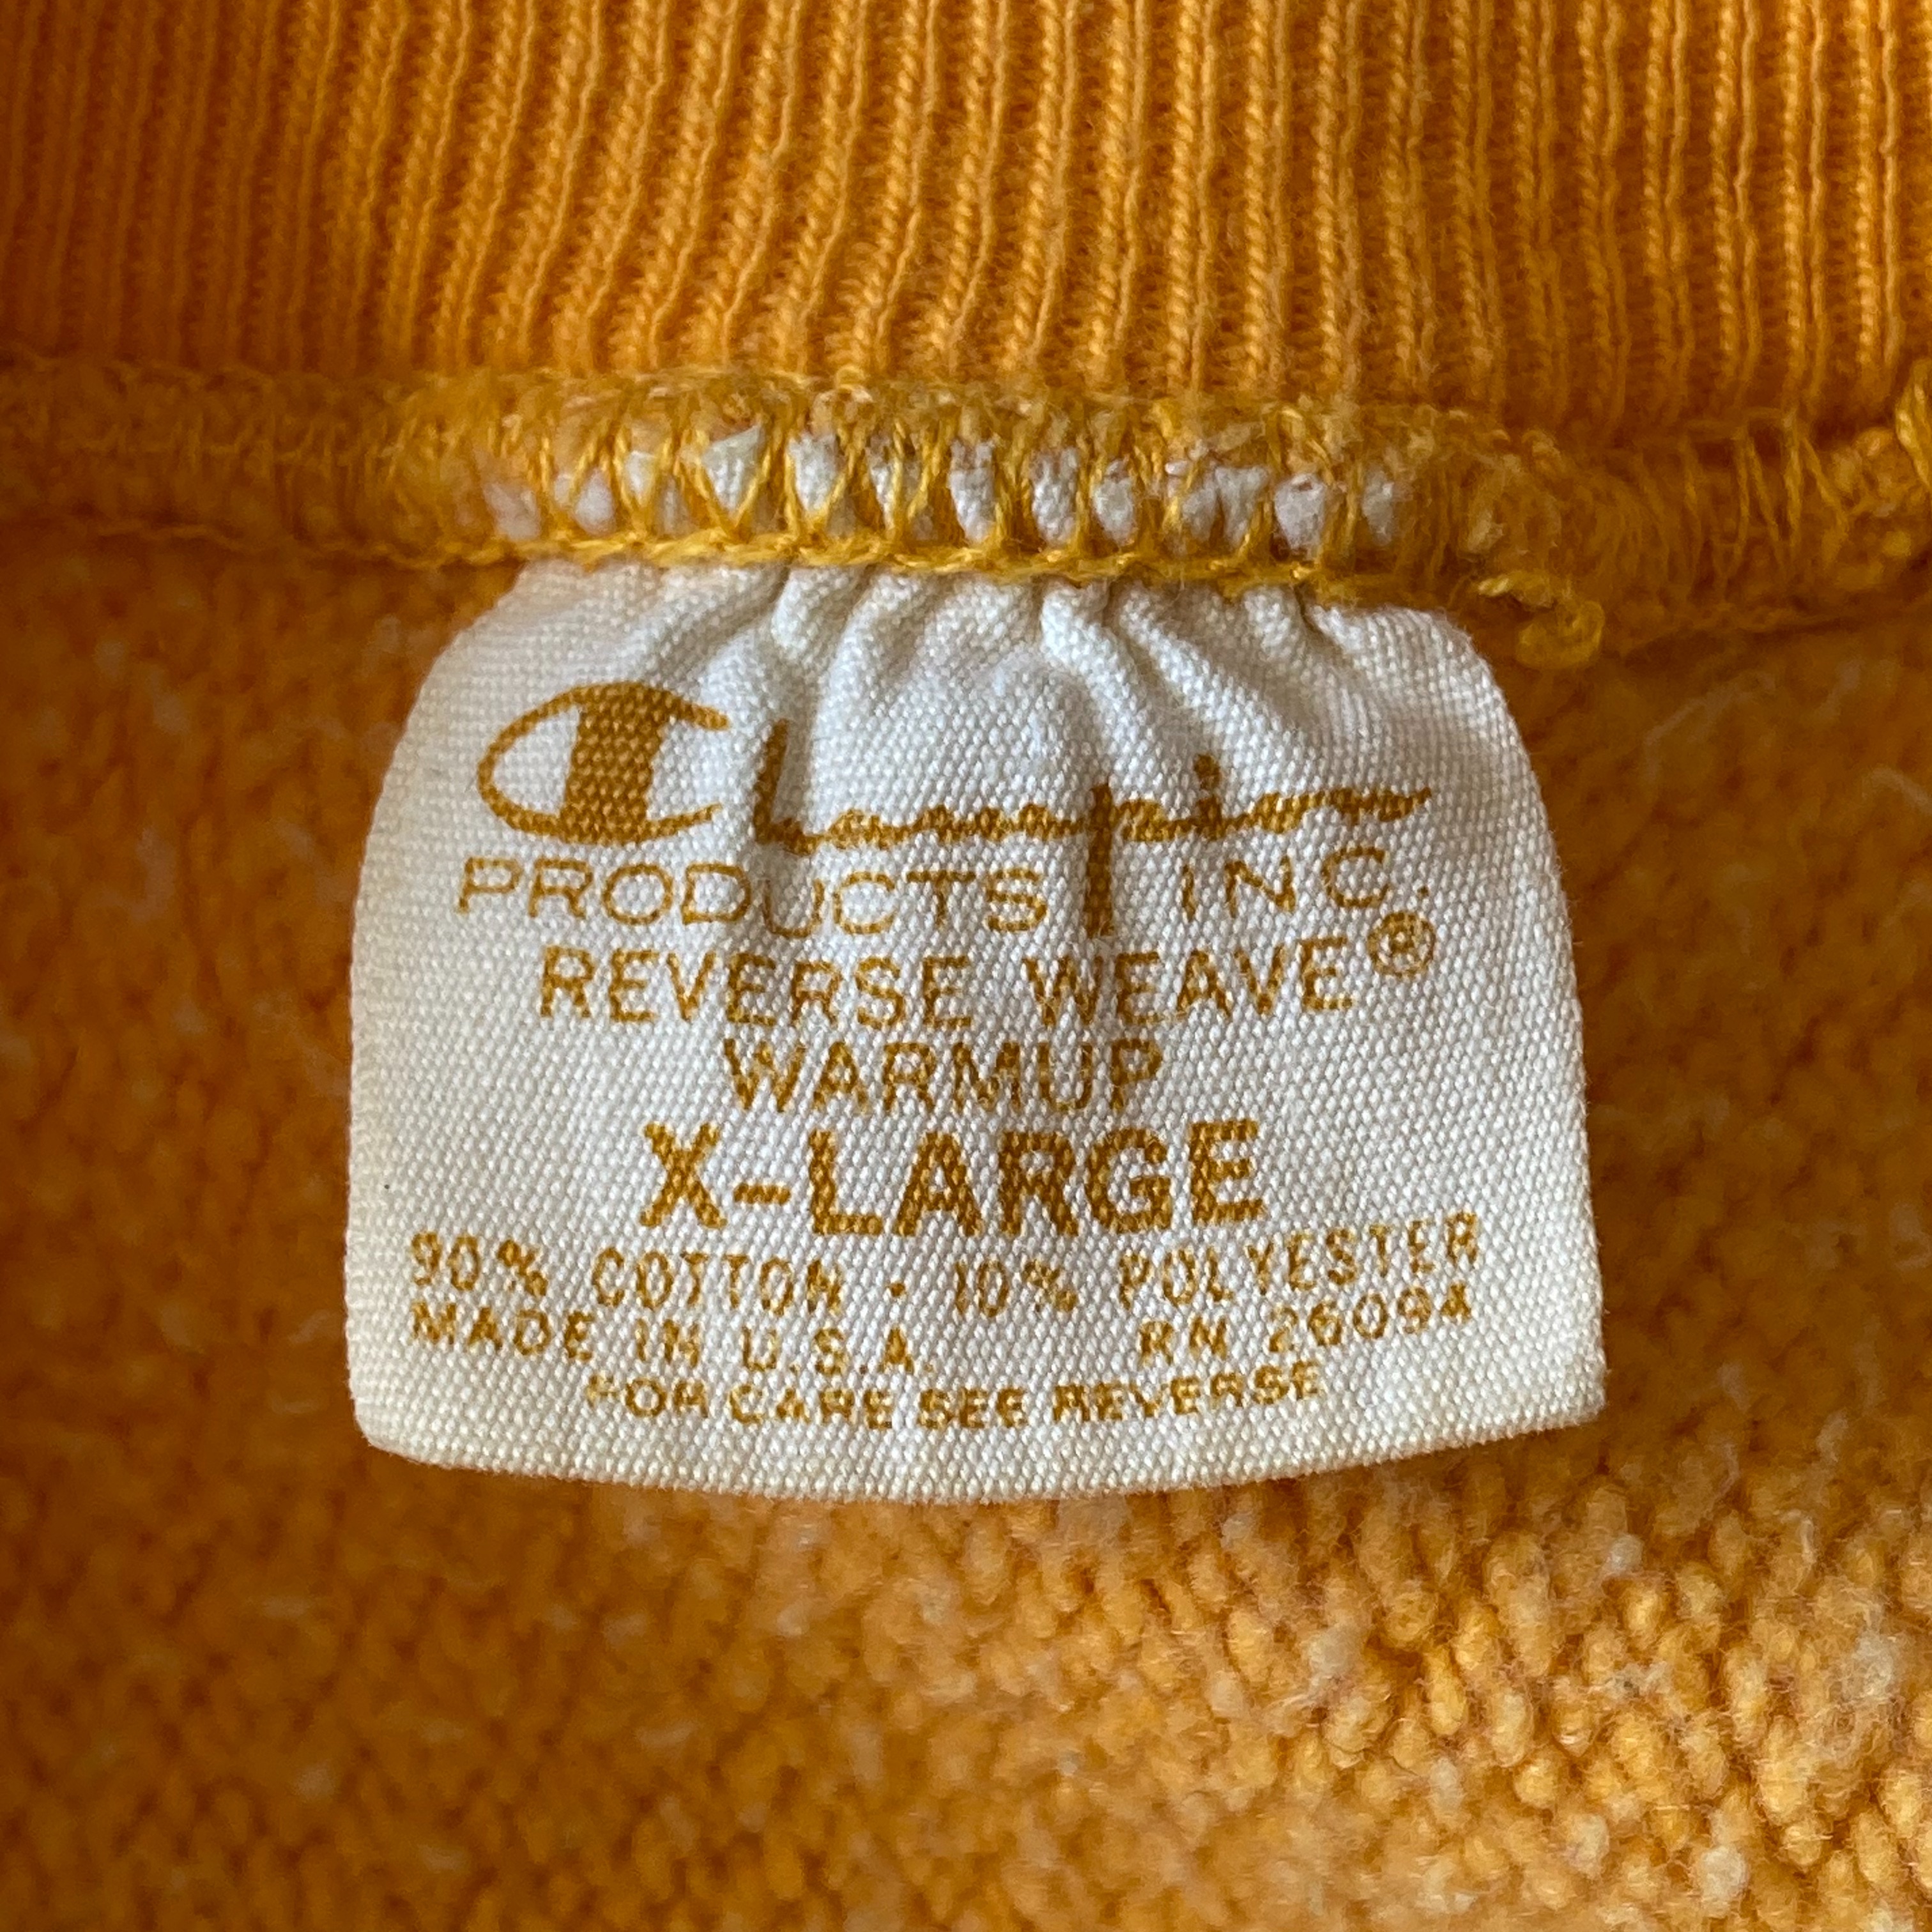 Champion
PRODUCTS INC.
REVERSE WEAVE®
WARMUP
X-LARGE
90% COTTON · 10% POLYESTER
MADE IN U.S.A. RN 26094
FOR CARE SEE REVERSE